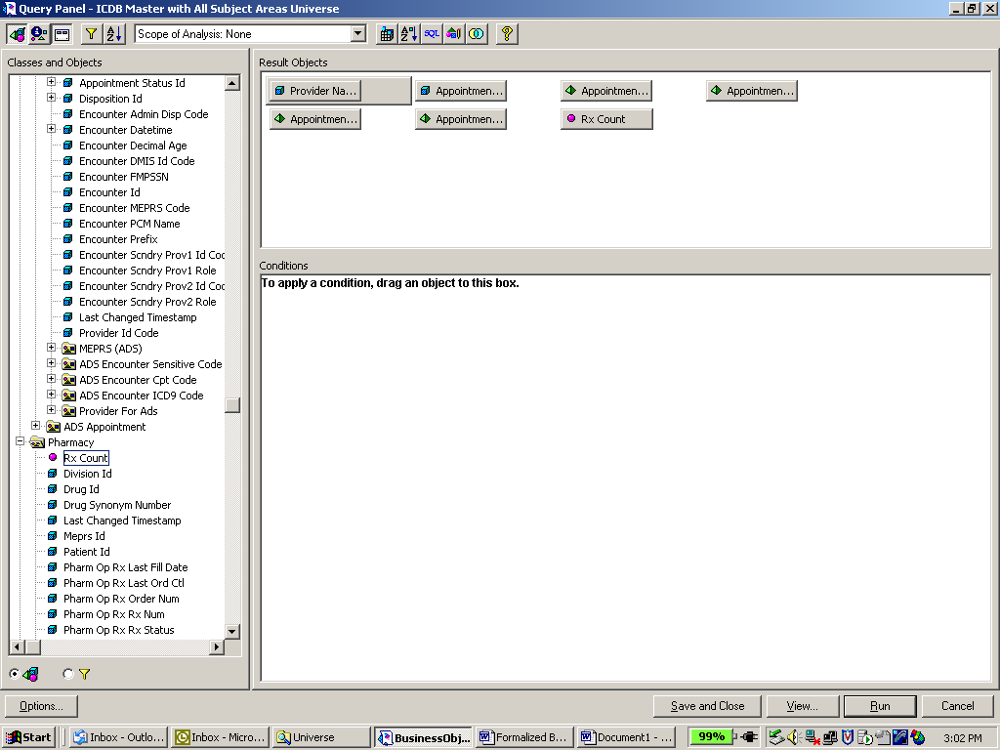 Query Panel - ICDB Master with All Subject Areas Universe
Scope of Analysis: None
SQL
?
Classes and Objects
Appointment Status Id
Disposition Id
Encounter Admin Disp Code
Encounter Datetime
Encounter Decimal Age
Encounter DMIS Id Code
Encounter FMPSSN
Encounter Id
Encounter MEPRS Code
Encounter PCM Name
Encounter Prefix
Encounter Scndry Prov1 Id Coc
Encounter Scndry Prov1 Role
Encounter Scndry Prov2 Id Coc
Encounter Scndry Prov2 Role
Last Changed Timestamp
Provider Id Code
MEPRS (ADS)
ADS Encounter Sensitive Code
ADS Encounter Cpt Code
ADS Encounter ICD9 Code
Provider For Ads
ADS Appointment
Pharmacy
Rx Count
Division Id
Drug Id
Drug Synonym Number
Last Changed Timestamp
Meprs Id
Patient Id
Pharm Op Rx Last Fill Date
Pharm Op Rx Last Ord Ctl
Pharm Op Rx Order Num
Pharm Op Rx Rx Num
Pharm Op Rx Rx Status
Result Objects
Provider Na... Appointmen... Appointmen... Appointmen...
Appointmen... Appointmen... Rx Count
Conditions
To apply a condition, drag an object to this box.
Options... Save and Close View... Run Cancel
Start Inbox - Outlo... Inbox - Micro... Universe BusinessObj... Formalized B... Document1 - ... 99% 3:02 PM